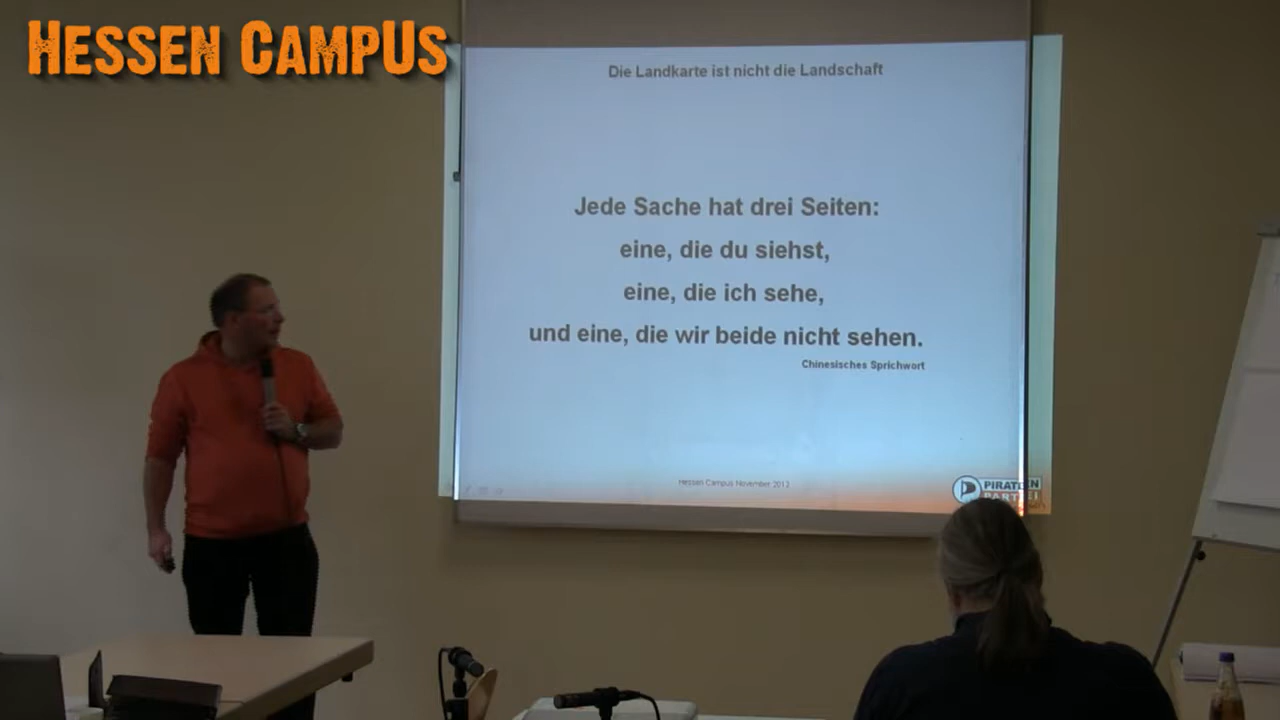 HESSEN CAMPUS
Die Landkarte ist nicht die Landschaft
Jede Sache hat drei Seiten:
eine, die du siehst,
eine, die ich sehe,
und eine, die wir beide nicht sehen.
Chinesisches Sprichwort
Hessen Campus November 2013
PIRATEN
PARTEI